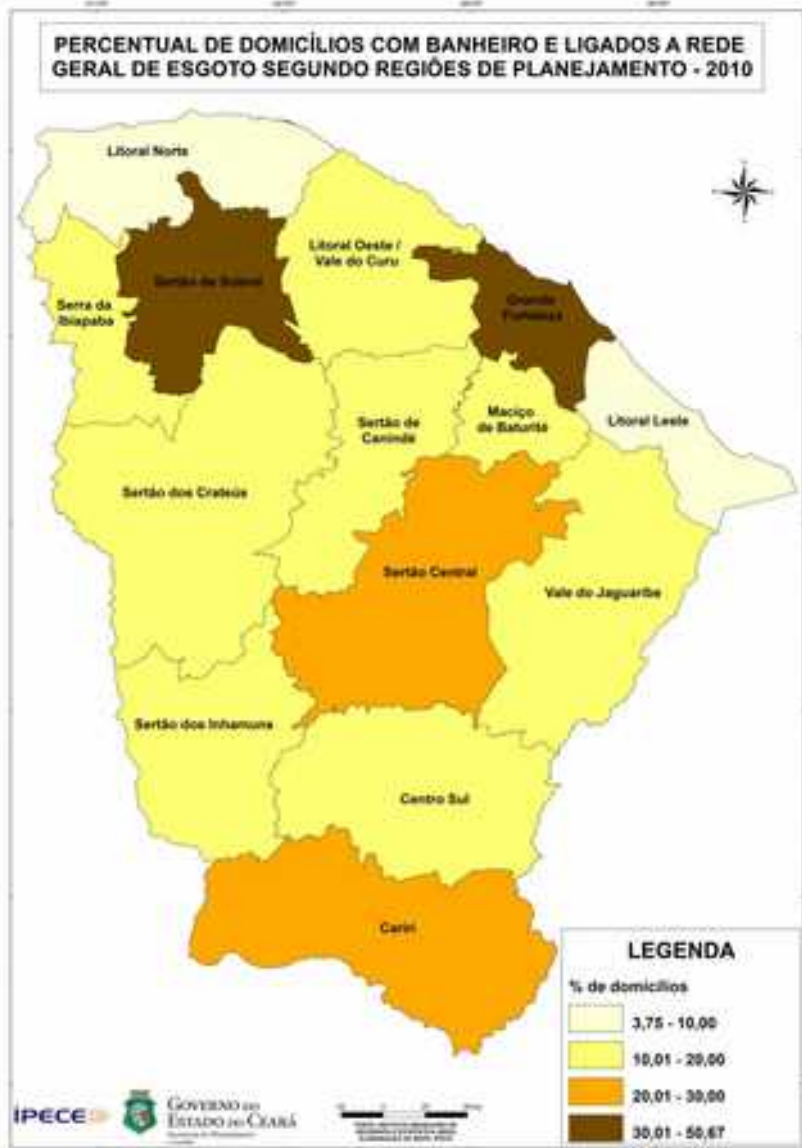 PERCENTUAL DE DOMICÍLIOS COM BANHEIRO E LIGADOS A REDE
GERAL DE ESGOTO SEGUNDO REGIÕES DE PLANEJAMENTO - 2010
Litoral Norte
Litoral Oeste /
Vale do Curu
Sertão de Sobral
Grande
Fortaleza
Serra da
Ibiapaba
Sertão de
Canindé
Maciço
de Baturité
Litoral Leste
Sertão dos Crateús
Sertão Central
Vale do Jaguaribe
Sertão dos Inhamuns
Centro Sul
Cariri
LEGENDA
% de domicílios
3,75 - 10,00
10,01 - 20,00
20,01 - 30,00
30,01 - 50,67
IPECE
GOVERNO DO
ESTADO DO CEARÁ